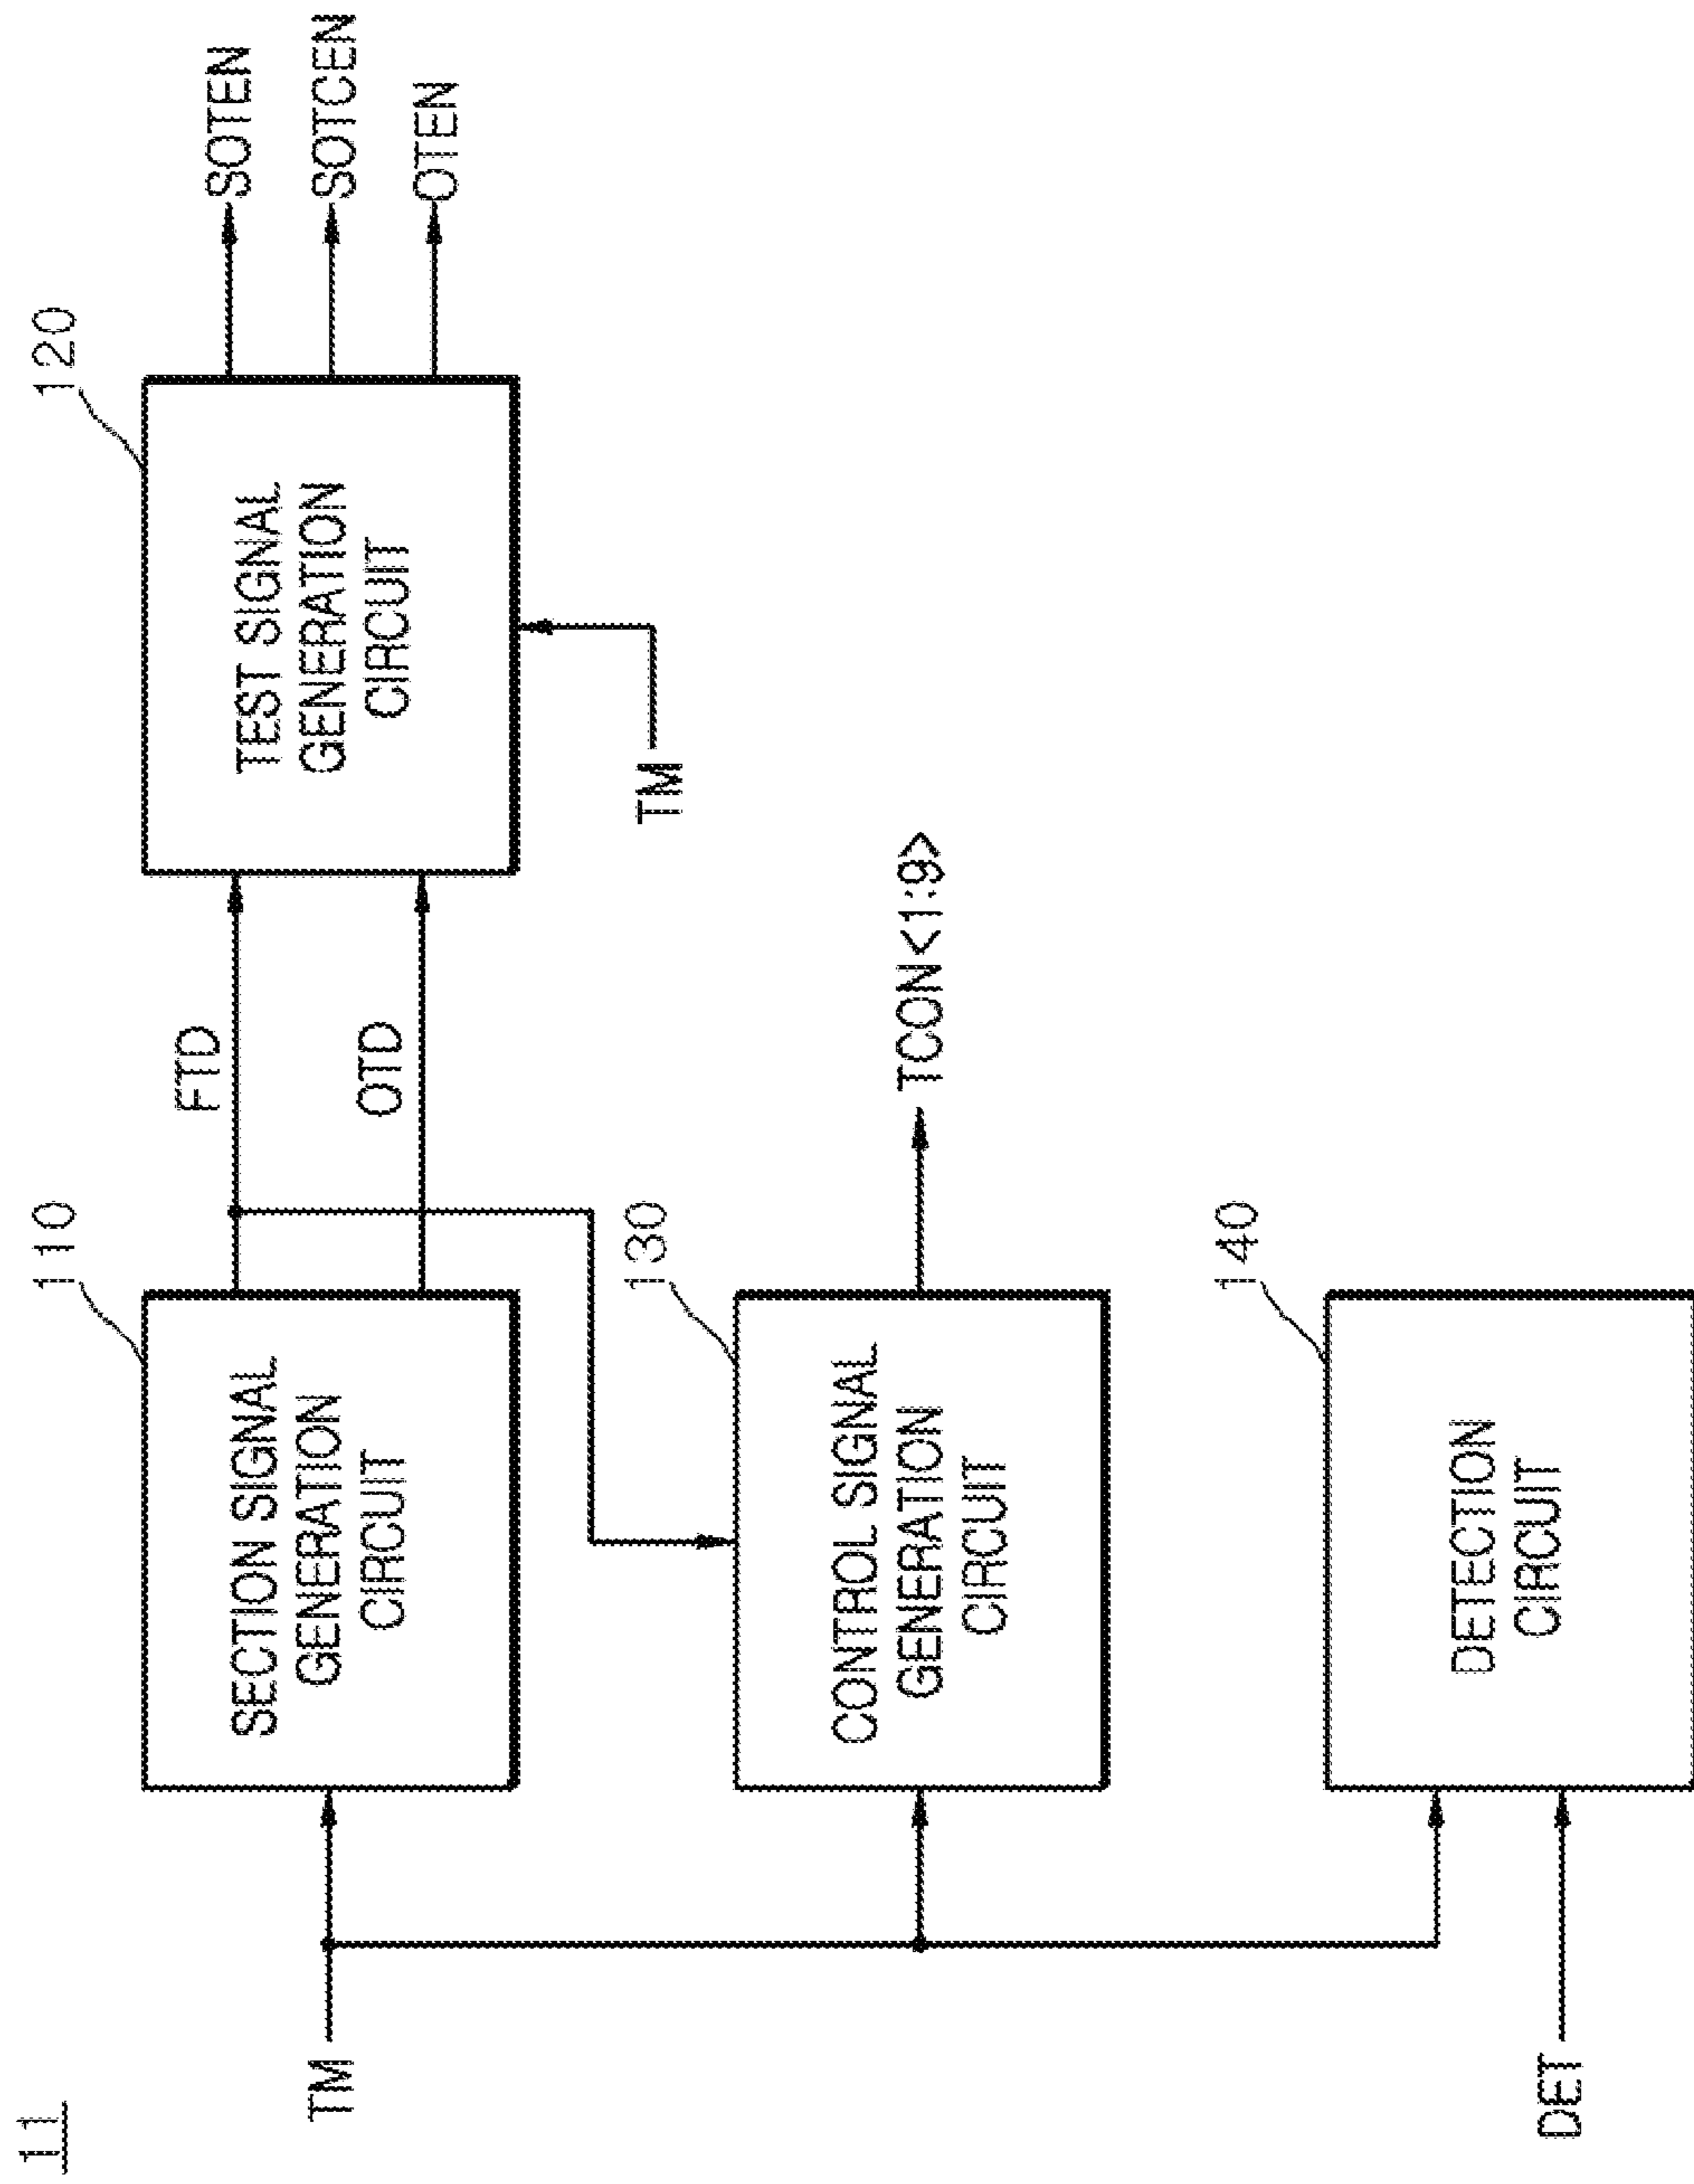 11
110
120
SECTION SIGNAL
GENERATION
CIRCUIT
FTD
OTD
TEST SIGNAL
GENERATION
CIRCUIT
SOTEN
SOTCEN
OTEN
TM
TM
130
CONTROL SIGNAL
GENERATION
CIRCUIT
TCON<1:9>
140
DETECTION
CIRCUIT
DET